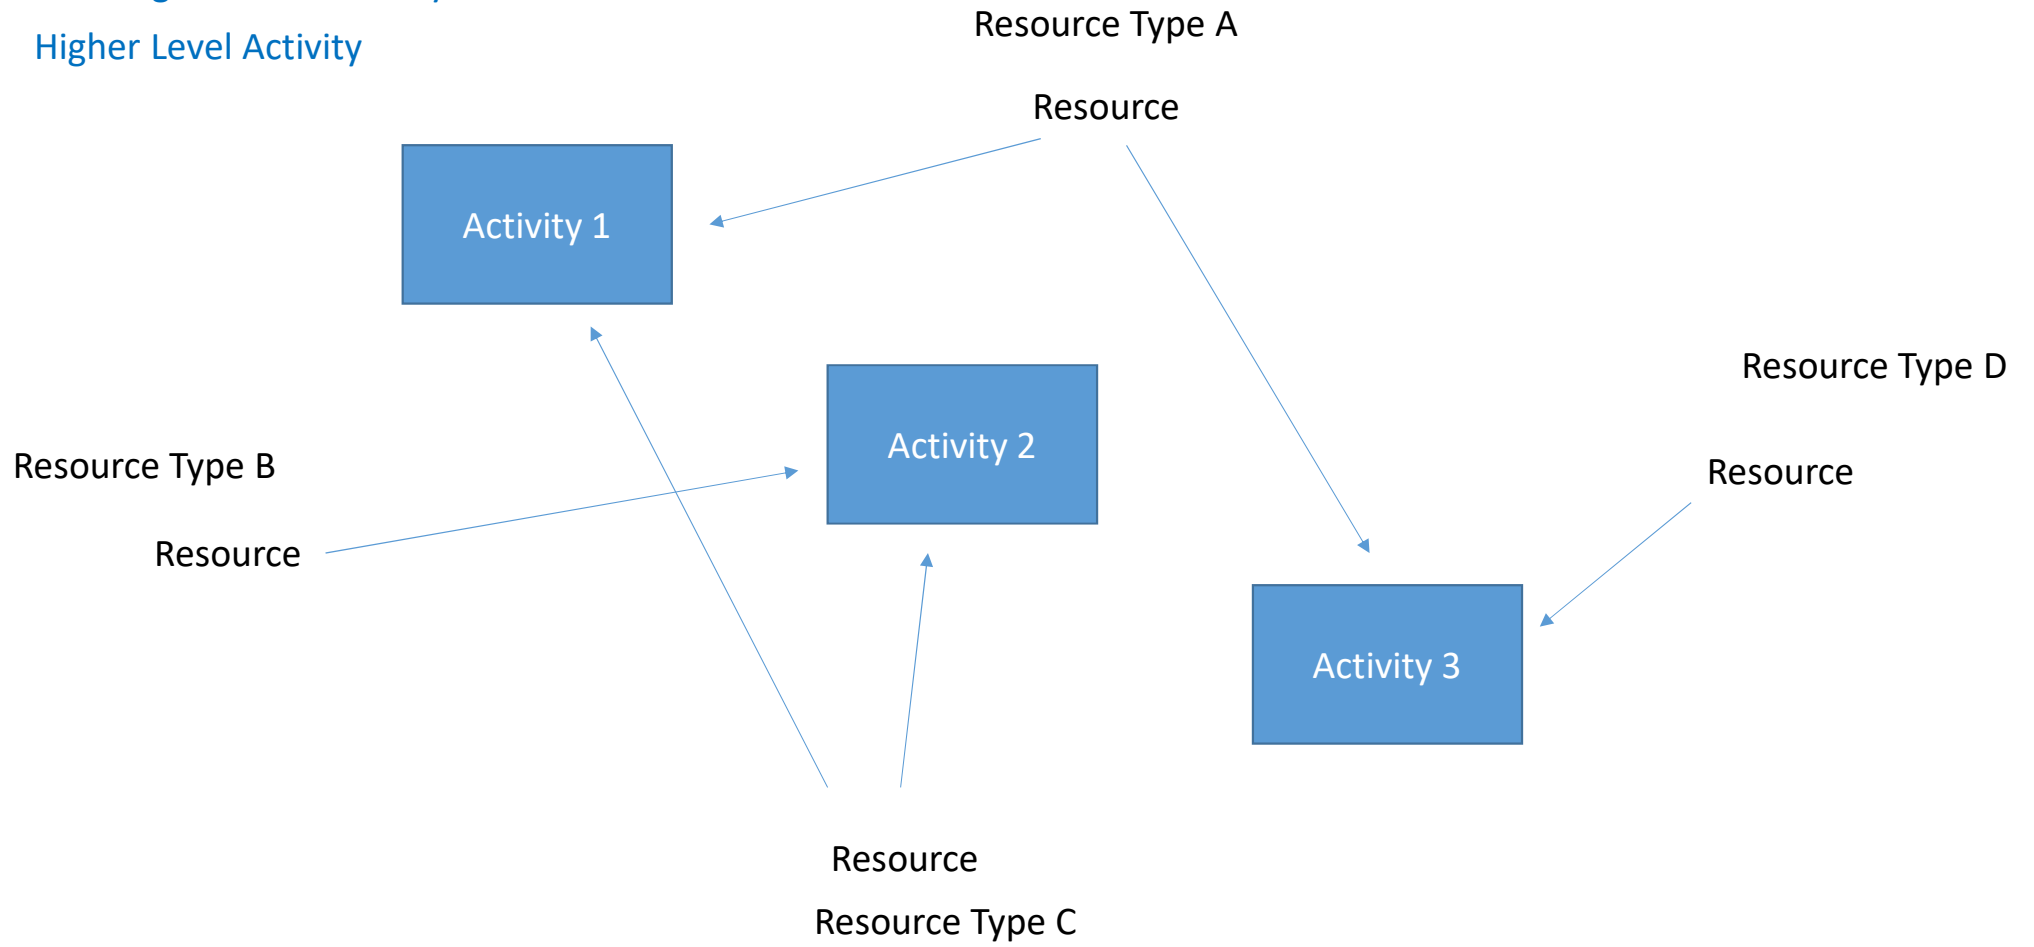 Higher Level Activity
Resource Type A
Resource
Activity 1
Resource Type D
Activity 2
Resource Type B
Resource
Resource
Activity 3
Resource
Resource Type C